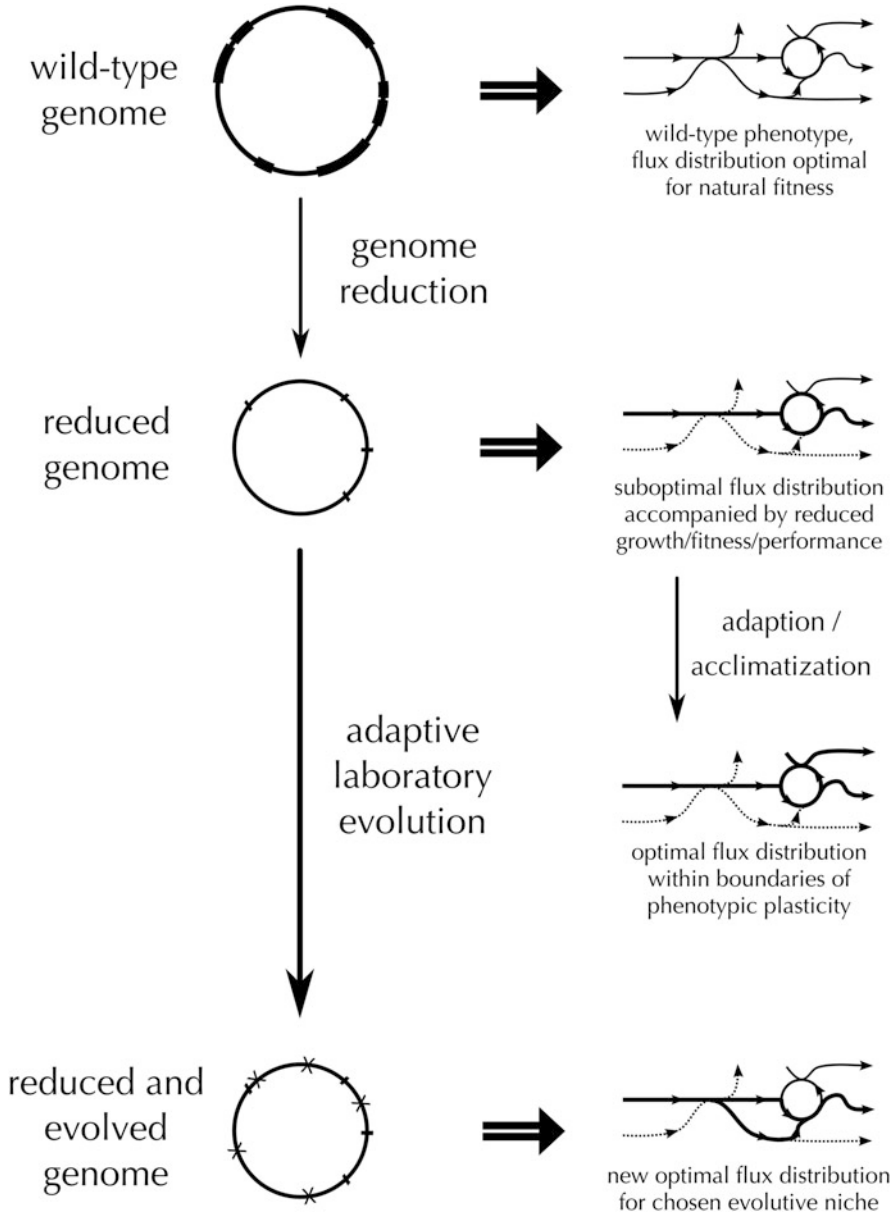 wild-type
genome
wild-type phenotype,
flux distribution optimal
for natural fitness
genome
reduction
reduced
genome
suboptimal flux distribution
accompanied by reduced
growth/fitness/performance
adaption /
acclimatization
adaptive
laboratory
evolution
optimal flux distribution
within boundaries of
phenotypic plasticity
reduced and
evolved
genome
new optimal flux distribution
for chosen evolutive niche